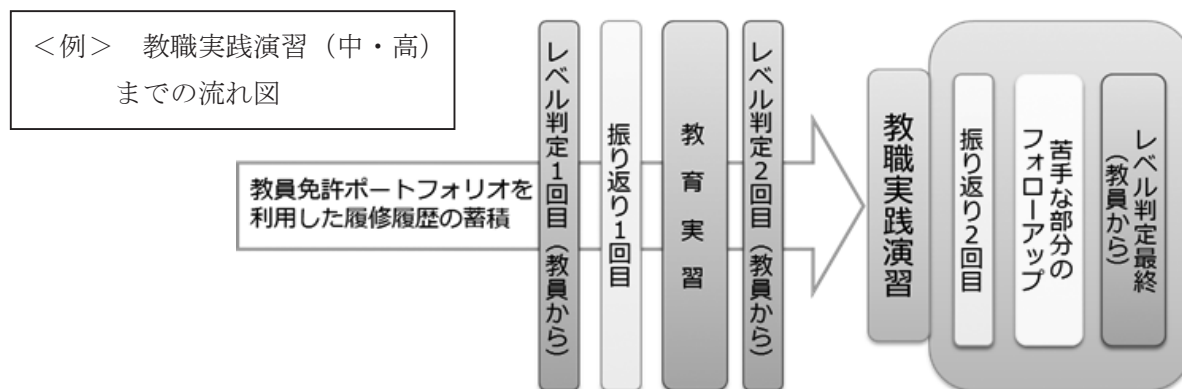 ＜例＞　教職実践演習（中・高）
までの流れ図
教員免許ポートフォリオを
利用した履修履歴の蓄積
レベル判定1回目（教員から）
振り返り1回目
教育実習
レベル判定2回目（教員から）
教職実践演習
振り返り2回目
苦手な部分の
フォローアップ
レベル判定最終
（教員から）